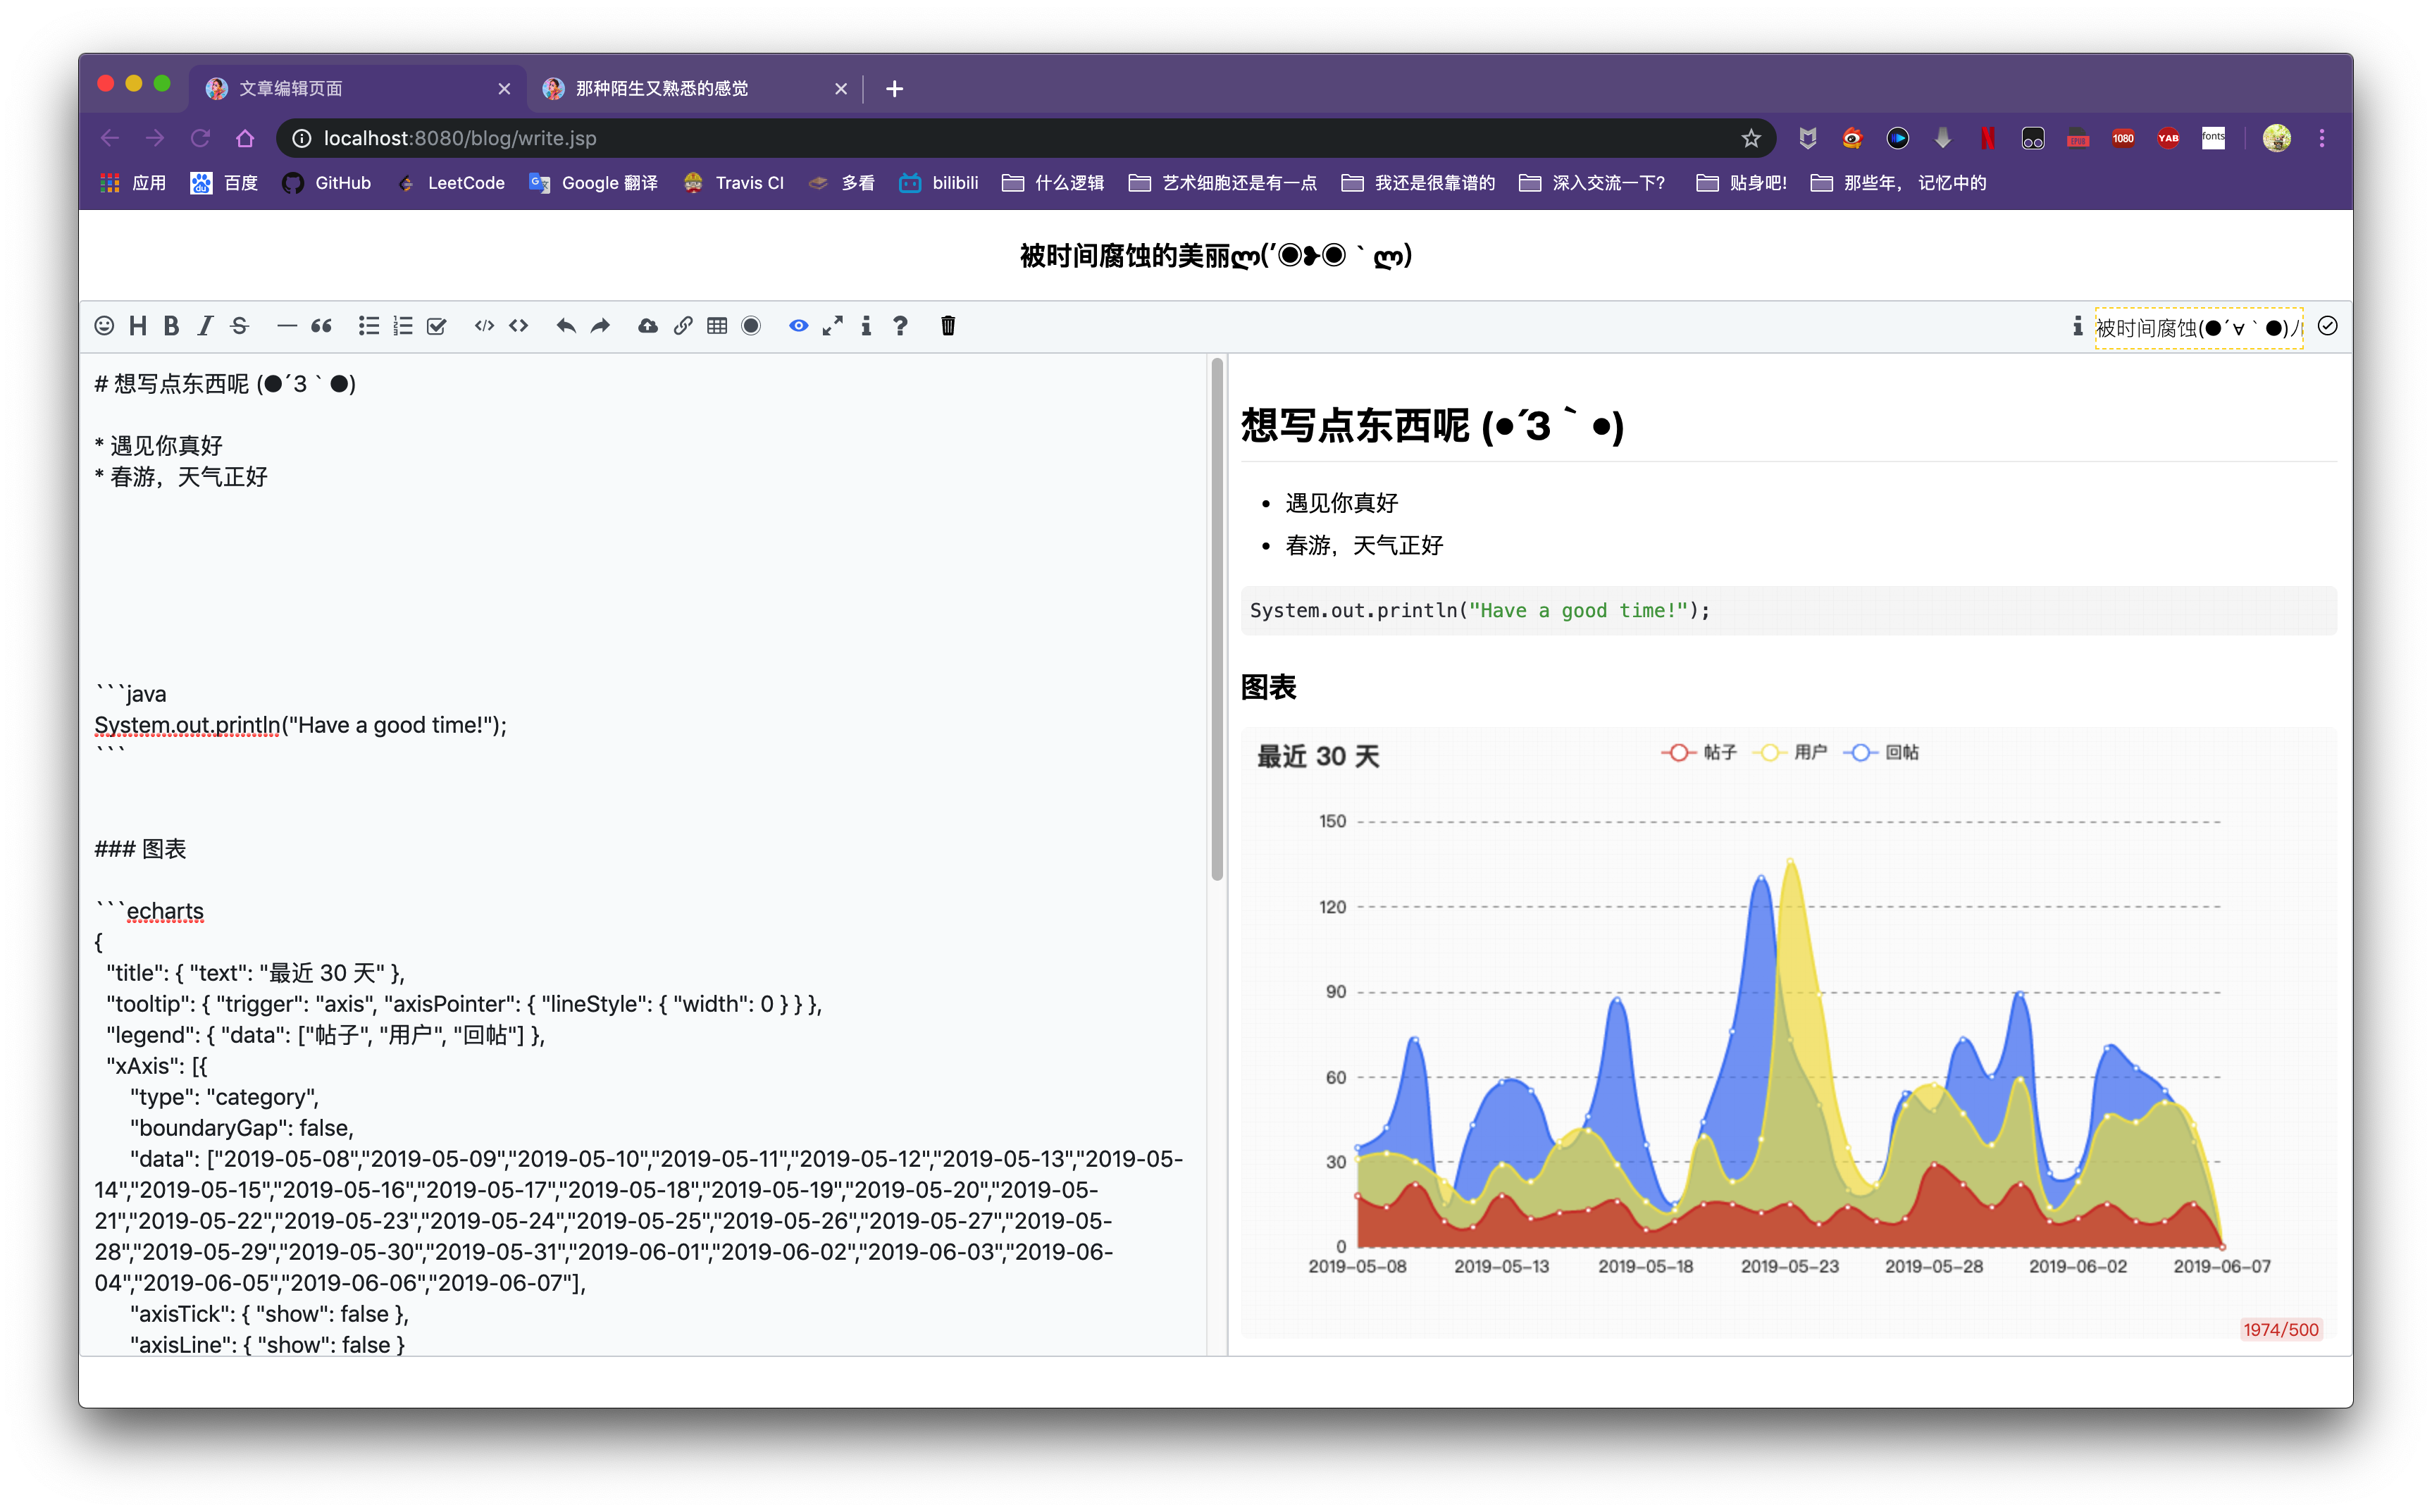 文章编辑页面
那种陌生又熟悉的感觉
localhost:8080/blog/write.jsp
1080
YAB
fonts
应用
du 百度
GitHub
LeetCode
Google 翻译
Travis CI
多看
bilibili
什么逻辑
艺术细胞还是有一点
我还是很靠谱的
深入交流一下?
贴身吧!
那些年， 记忆中的
被时间腐蚀的美丽ლ(′◉❥◉｀ლ)
被时间腐蚀(●′∀｀●)ﾉ
# 想写点东西呢 (●′3｀●)
* 遇见你真好
* 春游，天气正好
```java
System.out.println("Have a good time!");
```
### 图表
```echarts
{
"title": { "text": "最近 30 天" },
"tooltip": { "trigger": "axis", "axisPointer": { "lineStyle": { "width": 0 } } },
"legend": { "data": ["帖子", "用户", "回帖"] },
"xAxis": [{
"type": "category",
"boundaryGap": false,
"data": ["2019-05-08","2019-05-09","2019-05-10","2019-05-11","2019-05-12","2019-05-13","2019-05-
14","2019-05-15","2019-05-16","2019-05-17","2019-05-18","2019-05-19","2019-05-20","2019-05-
21","2019-05-22","2019-05-23","2019-05-24","2019-05-25","2019-05-26","2019-05-27","2019-05-
28","2019-05-29","2019-05-30","2019-05-31","2019-06-01","2019-06-02","2019-06-03","2019-06-
04","2019-06-05","2019-06-06","2019-06-07"],
"axisTick": { "show": false },
"axisLine": { "show": false }
想写点东西呢 (●′3｀●)
• 遇见你真好
• 春游，天气正好
System.out.println("Have a good time!");
图表
最近 30 天
帖子 用户 回帖
150
120
90
60
30
0
2019-05-08 2019-05-13 2019-05-18 2019-05-23 2019-05-28 2019-06-02 2019-06-07
1974/500